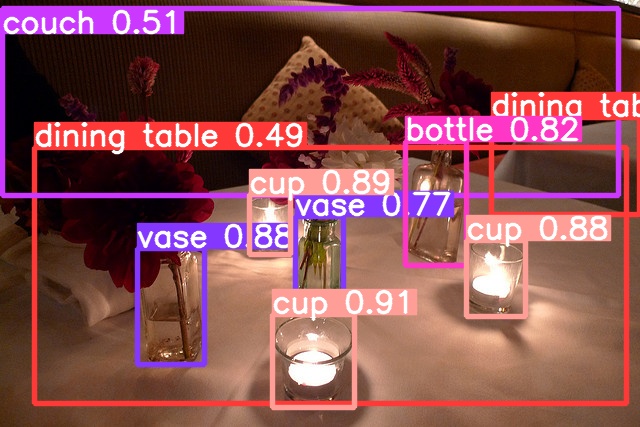 couch 0.51
dining tab
dining table 0.49
bottle 0.82
cup 0.89
vase 0.77
cup 0.88
vase 0.88
cup 0.91